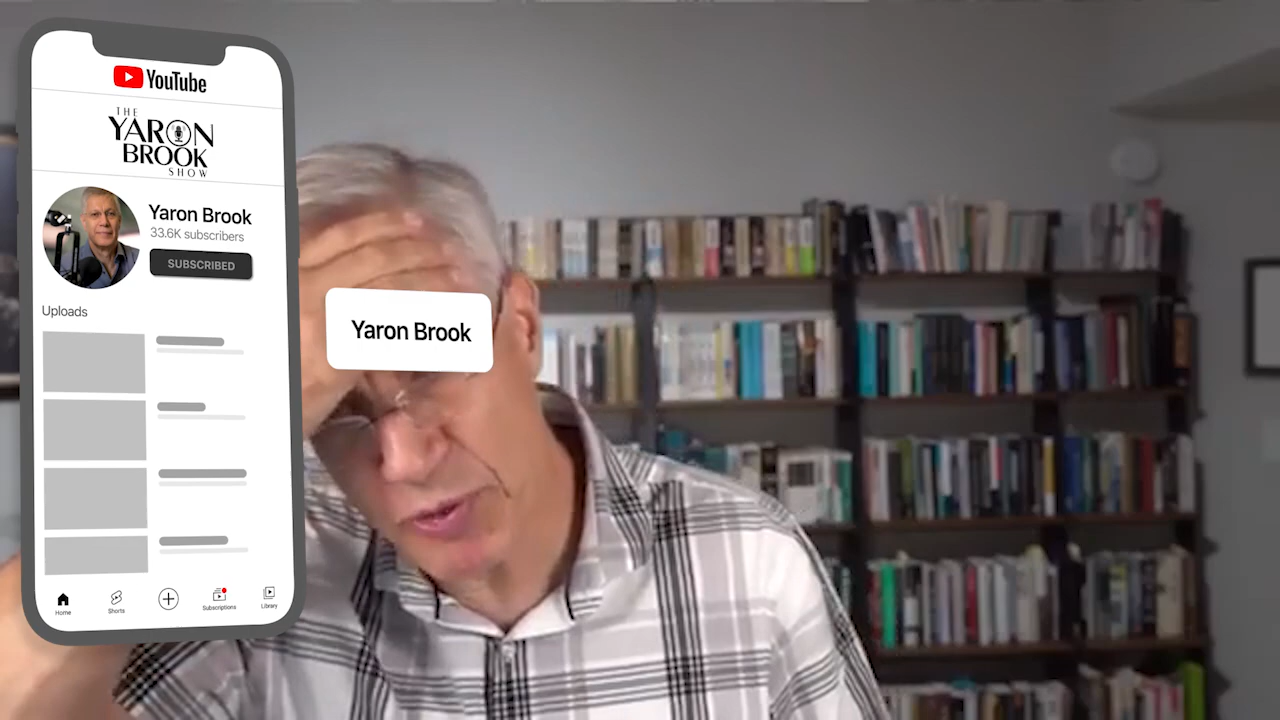 YouTube
THE
YARON
BROOK
SHOW
Yaron Brook
33.6K subscribers
SUBSCRIBED
Uploads
Home
Shorts
Subscriptions
Library
Yaron Brook